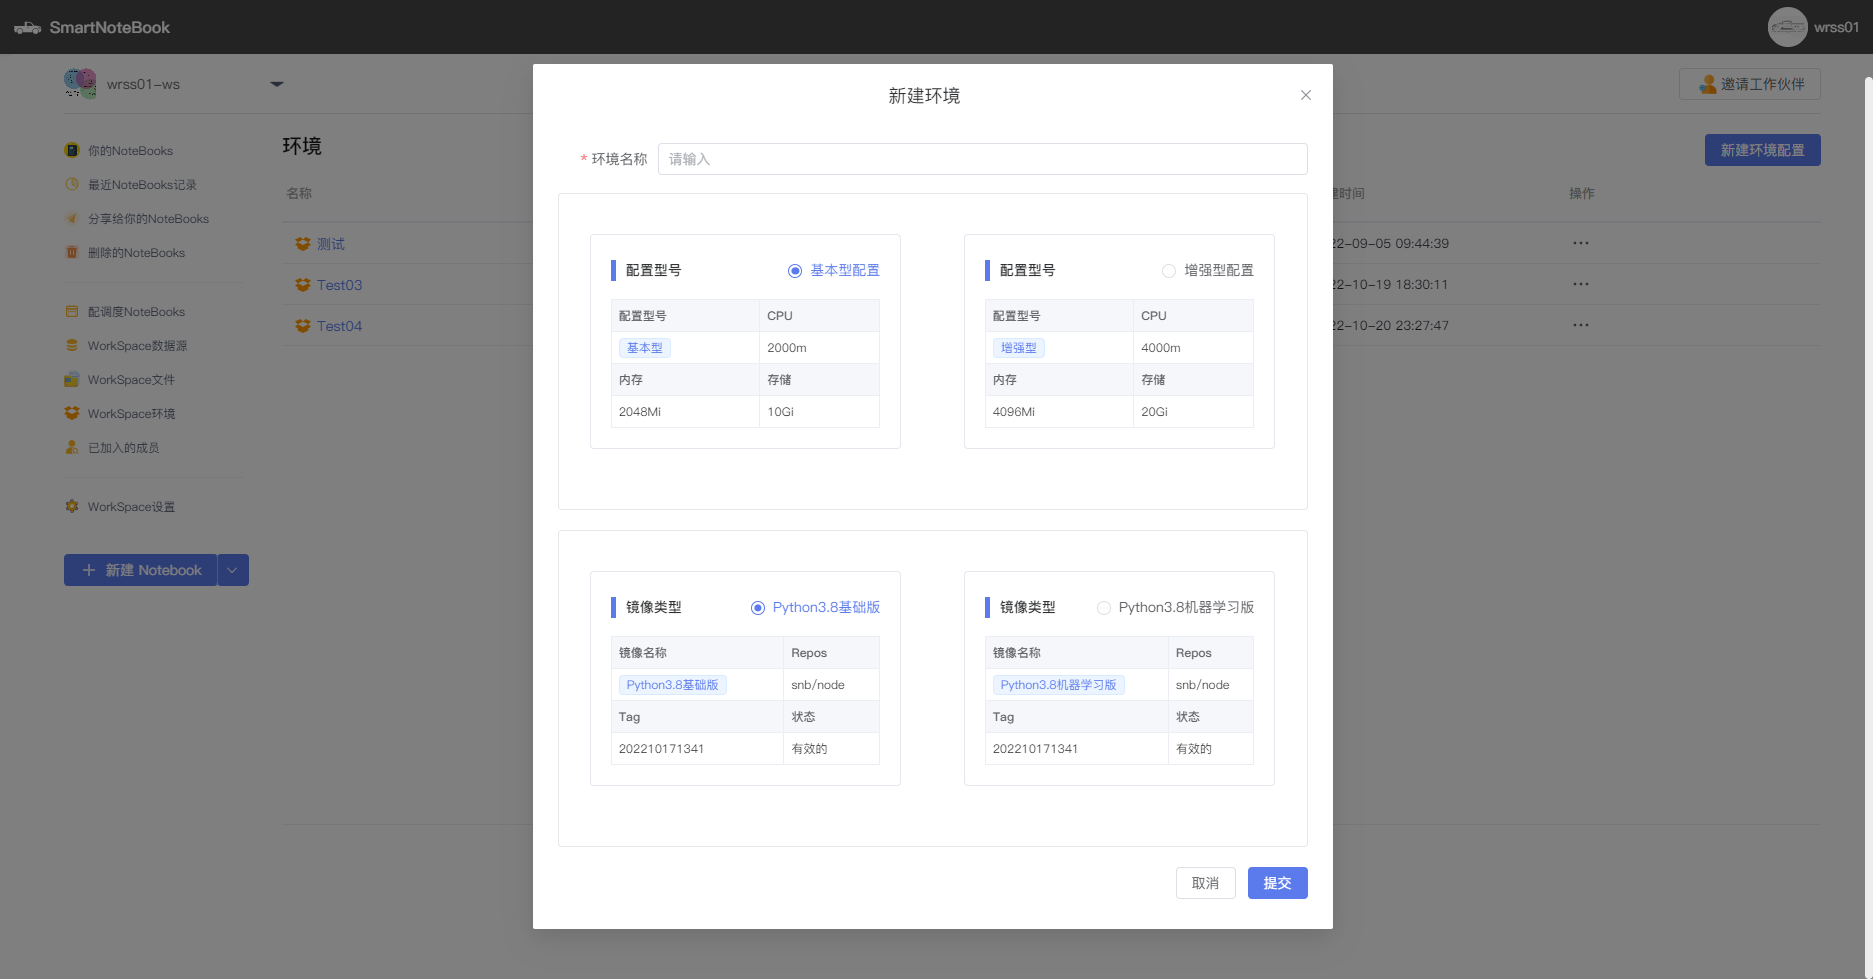 SmartNoteBook
wrss01
wrss01-ws
邀请工作伙伴
你的NoteBooks
最近NoteBooks记录
分享给你的NoteBooks
删除的NoteBooks
配调度NoteBooks
WorkSpace数据源
WorkSpace文件
WorkSpace环境
已加入的成员
WorkSpace设置
新建 Notebook
环境
新建环境配置
名称
建时间
操作
测试
22-09-05 09:44:39
Test03
22-10-19 18:30:11
Test04
22-10-20 23:27:47
新建环境
* 环境名称
请输入
配置型号
基本型配置
配置型号
CPU
基本型
2000m
内存
存储
2048Mi
10Gi
配置型号
增强型配置
配置型号
CPU
增强型
4000m
内存
存储
4096Mi
20Gi
镜像类型
Python3.8基础版
镜像名称
Repos
Python3.8基础版
snb/node
Tag
状态
202210171341
有效的
镜像类型
Python3.8机器学习版
镜像名称
Repos
Python3.8机器学习版
snb/node
Tag
状态
202210171341
有效的
取消
提交